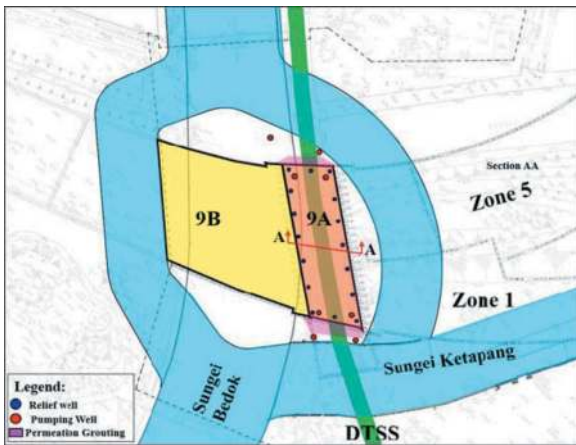 Section AA
Zone 5
9B
9A
A
A
Zone 1
Sungei Ketapang
Sungei
Bedok
Legend:
Relief well
Pumping Well
Permeation Grouting
DTSS